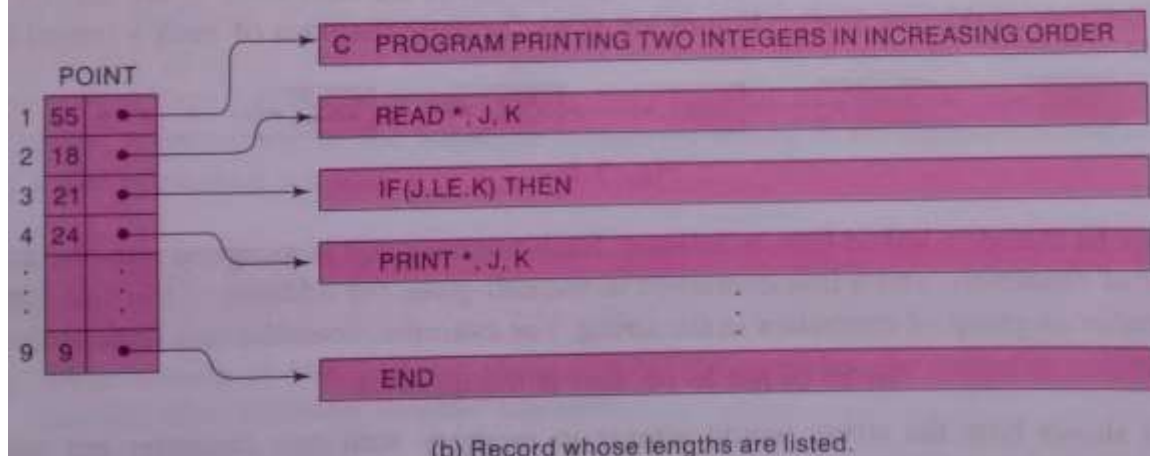 C PROGRAM PRINTING TWO INTEGERS IN INCREASING ORDER
POINT
1 55
READ *, J, K
2 18
3 21
IF(J.LE.K) THEN
4 24
PRINT *, J, K
9 9
END
(b) Record whose lengths are listed.